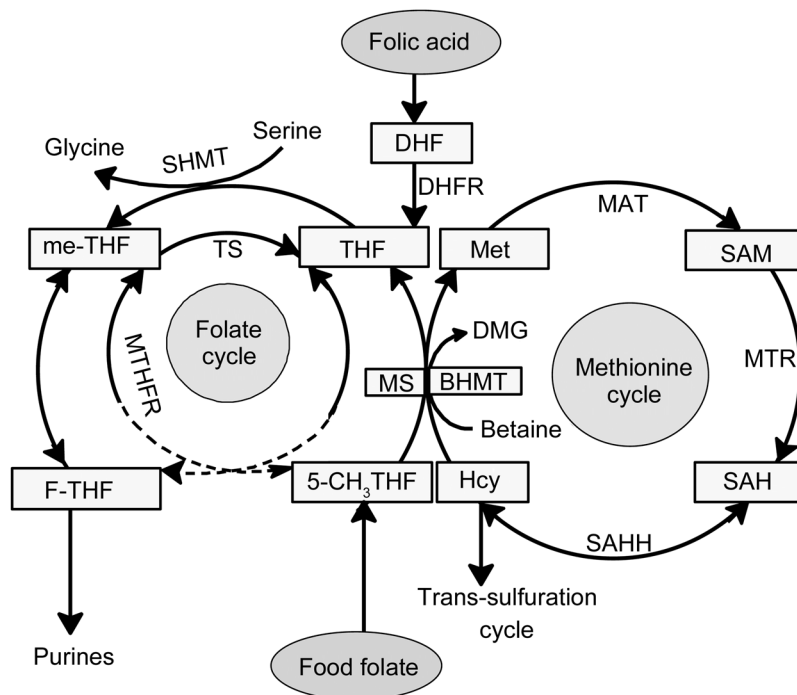 Folic acid
Serine
DHF
Glycine
SHMT
DHFR
MAT
me-THF
TS
THF
Met
SAM
Folate
cycle
DMG
MTHFR
MS
BHMT
Methionine
cycle
MTR
Betaine
F-THF
5-CH₃THF
Hcy
SAH
SAHH
Trans-sulfuration
cycle
Purines
Food folate